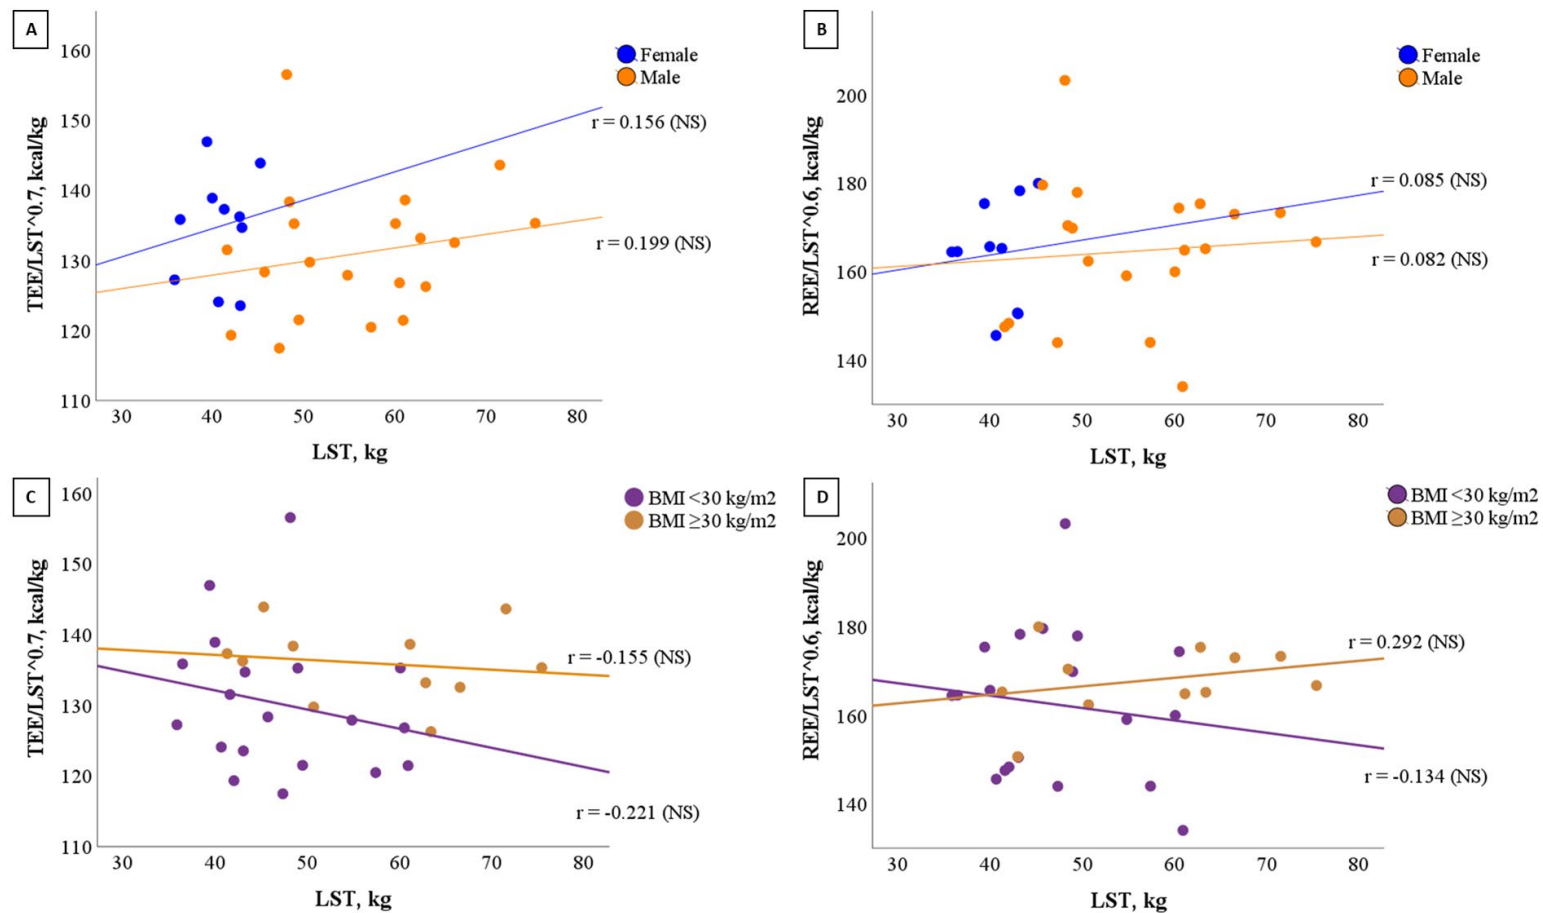 A
TEE/LST^0.7, kcal/kg
160
150
140
130
120
110
30 40 50 60 70 80
LST, kg
Female
Male
r = 0.156 (NS)
r = 0.199 (NS)
B
REE/LST^0.6, kcal/kg
200
180
160
140
30 40 50 60 70 80
LST, kg
Female
Male
r = 0.085 (NS)
r = 0.082 (NS)
C
TEE/LST^0.7, kcal/kg
160
150
140
130
120
110
30 40 50 60 70 80
LST, kg
BMI <30 kg/m2
BMI ≥30 kg/m2
r = -0.155 (NS)
r = -0.221 (NS)
D
REE/LST^0.6, kcal/kg
200
180
160
140
30 40 50 60 70 80
LST, kg
BMI <30 kg/m2
BMI ≥30 kg/m2
r = 0.292 (NS)
r = -0.134 (NS)